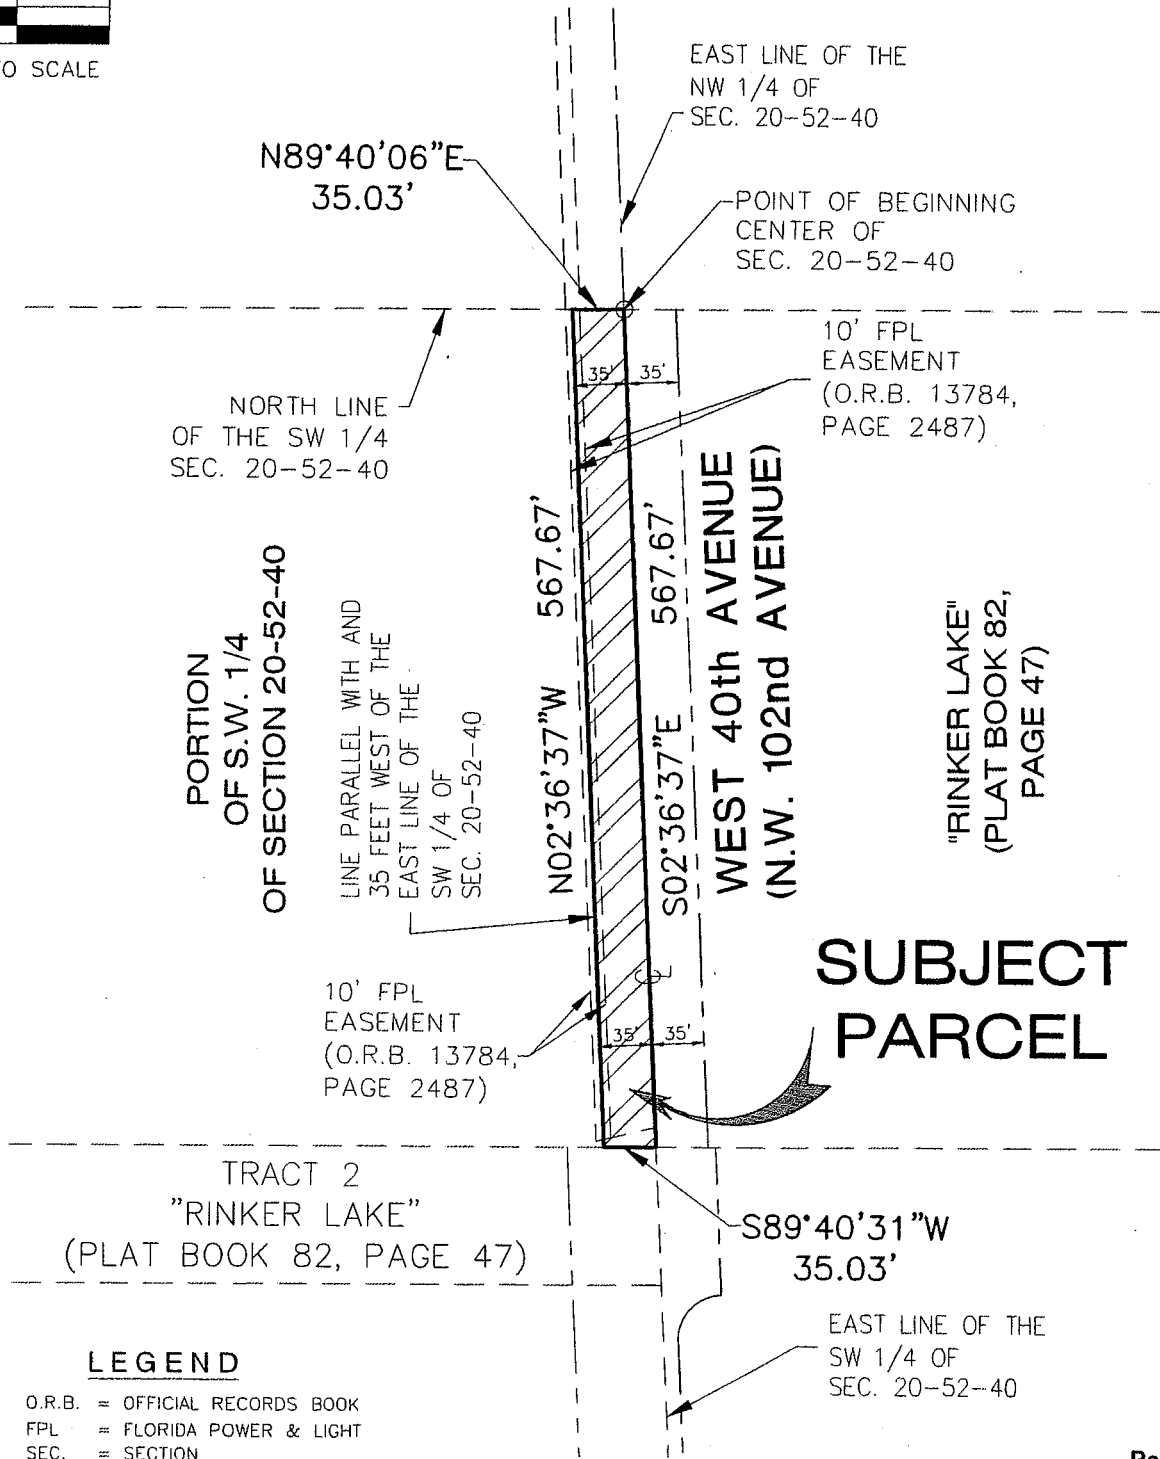 TO SCALE
EAST LINE OF THE
NW 1/4 OF
SEC. 20-52-40
N89°40'06"E
35.03'
POINT OF BEGINNING
CENTER OF
SEC. 20-52-40
10' FPL
EASEMENT
(O.R.B. 13784,
PAGE 2487)
35'
35'
NORTH LINE
OF THE SW 1/4
SEC. 20-52-40
PORTION
OF S.W. 1/4
OF SECTION 20-52-40
LINE PARALLEL WITH AND
35 FEET WEST OF THE
EAST LINE OF THE
SW 1/4 OF
SEC. 20-52-40
N02°36'37"W 567.67'
S02°36'37"E 567.67'
WEST 40th AVENUE
(N.W. 102nd AVENUE)
"RINKER LAKE"
(PLAT BOOK 82,
PAGE 47)
SUBJECT
PARCEL
CL
10' FPL
EASEMENT
(O.R.B. 13784,
PAGE 2487)
35'
35'
TRACT 2
"RINKER LAKE"
(PLAT BOOK 82, PAGE 47)
S89°40'31"W
35.03'
EAST LINE OF THE
SW 1/4 OF
SEC. 20-52-40
LEGEND
O.R.B. = OFFICIAL RECORDS BOOK
FPL = FLORIDA POWER & LIGHT
SEC. = SECTION